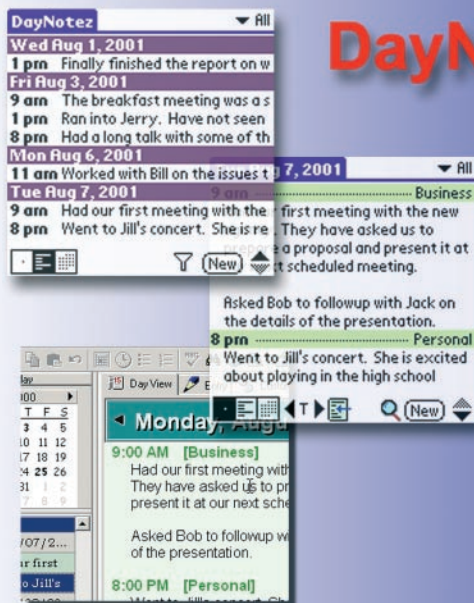 DayNotez
All
Wed Aug 1, 2001
1 pm Finally finished the report on w
Fri Aug 3, 2001
9 am The breakfast meeting was a s
1 pm Ran into Jerry. Have not seen
8 pm Had a long talk with some of th
Mon Aug 6, 2001
11 am Worked with Bill on the issues t
Tue Aug 7, 2001
9 am Had our first meeting with the
8 pm Went to Jill's concert. She is re
New
DayN
7, 2001
All
9 am Business
first meeting with the new
. They have asked us to
prepare a proposal and present it at
t scheduled meeting.
Asked Bob to followup with Jack on
the details of the presentation.
8 pm Personal
Went to Jill's concert. She is excited
about playing in the high school
T
New
T F S
3 4 5
10 11 12
17 18 19
24 25 26
31 1 2
7 8 9
/07/2...
ur first
o Jill's
Day View
Monday, Augu
9:00 AM [Business]
Had our first meeting with
They have asked us to pr
present it at our next sche
Asked Bob to followup w
of the presentation.
8:00 PM [Personal]